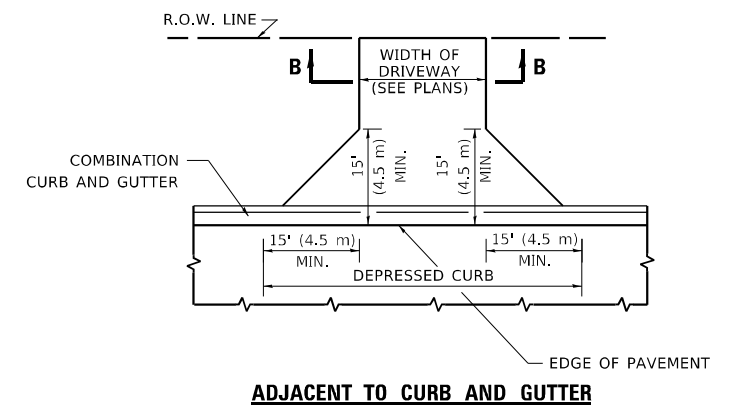 R.O.W. LINE
B
WIDTH OF
DRIVEWAY
(SEE PLANS)
B
COMBINATION
CURB AND GUTTER
15'
(4.5 m)
MIN.
15'
(4.5 m)
MIN.
15' (4.5 m)
MIN.
15' (4.5 m)
MIN.
DEPRESSED CURB
EDGE OF PAVEMENT
ADJACENT TO CURB AND GUTTER